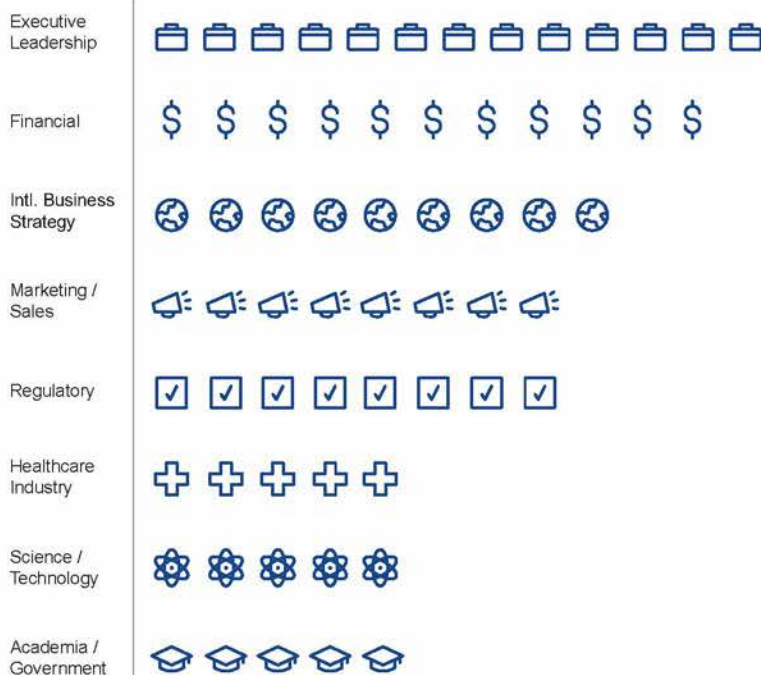 Executive
Leadership
Financial
Intl. Business
Strategy
Marketing /
Sales
Regulatory
Healthcare
Industry
Science /
Technology
Academia /
Government